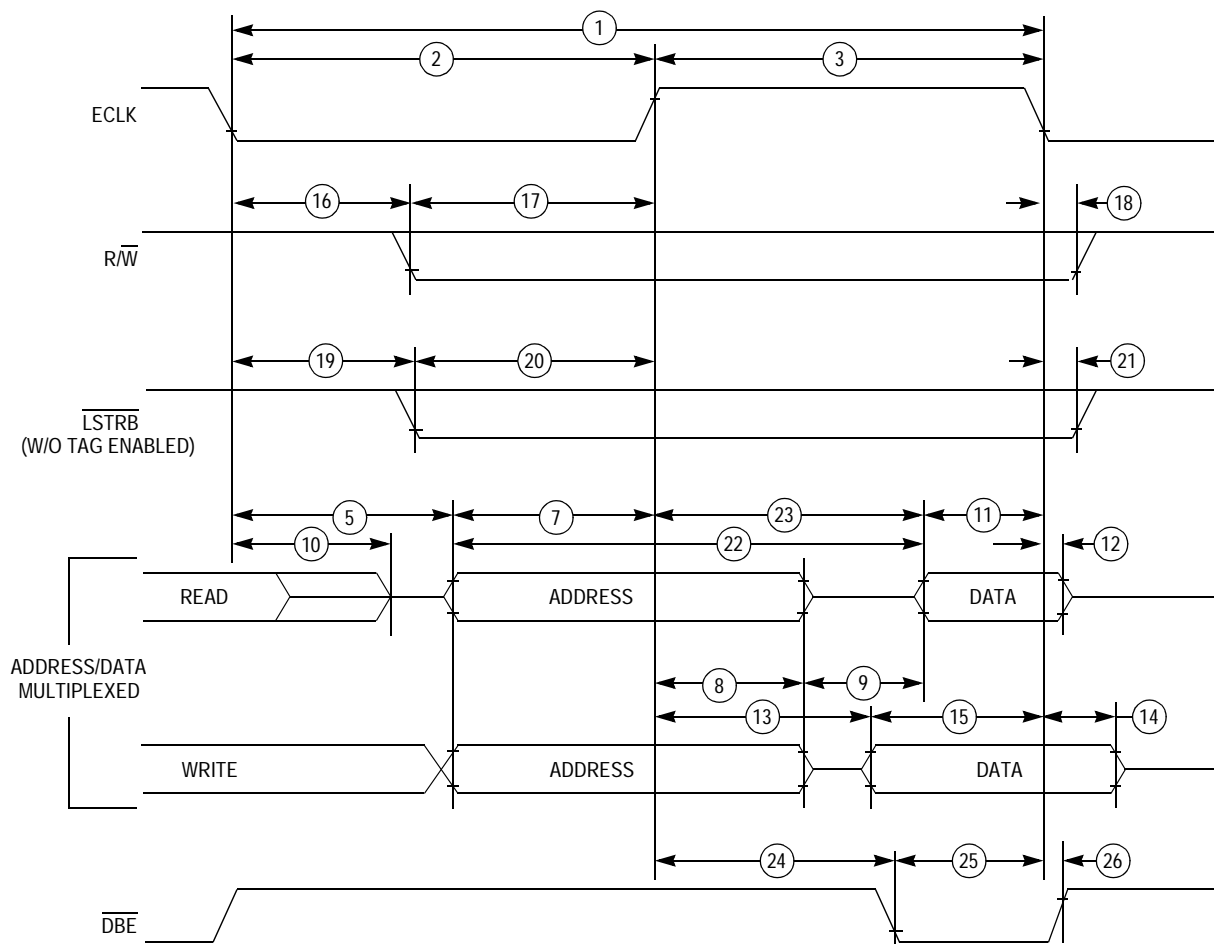 1
2
3
ECLK
16
17
18
R/W
19
20
21
LSTRB
(W/O TAG ENABLED)
5
7
23
11
10
22
12
READ
ADDRESS
DATA
ADDRESS/DATA
MULTIPLEXED
8
9
13
15
14
WRITE
ADDRESS
DATA
24
25
26
DBE